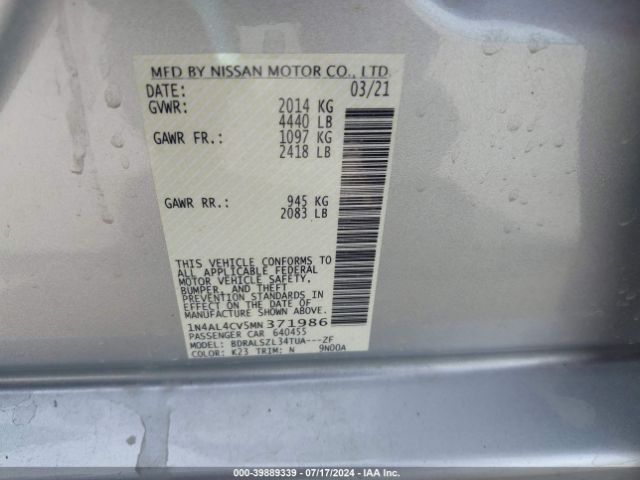 MFD BY NISSAN MOTOR CO., LTD
DATE: 03/21
GVWR: 2014 KG
4440 LB
GAWR FR.: 1097 KG
2418 LB
GAWR RR.: 945 KG
2083 LB
THIS VEHICLE CONFORMS TO
ALL APPLICABLE FEDERAL
MOTOR VEHICLE SAFETY,
BUMPER, AND THEFT
PREVENTION STANDARDS IN
EFFECT ON THE DATE OF
MANUFACTURE SHOWN ABOVE.
1N4AL4CV5MN371986
PASSENGER CAR 640455
MODEL: BDRALSZL34TUA---ZF
COLOR: K23 TRIM: N 9N00A
000-39889339 - 07/17/2024 - IAA Inc.